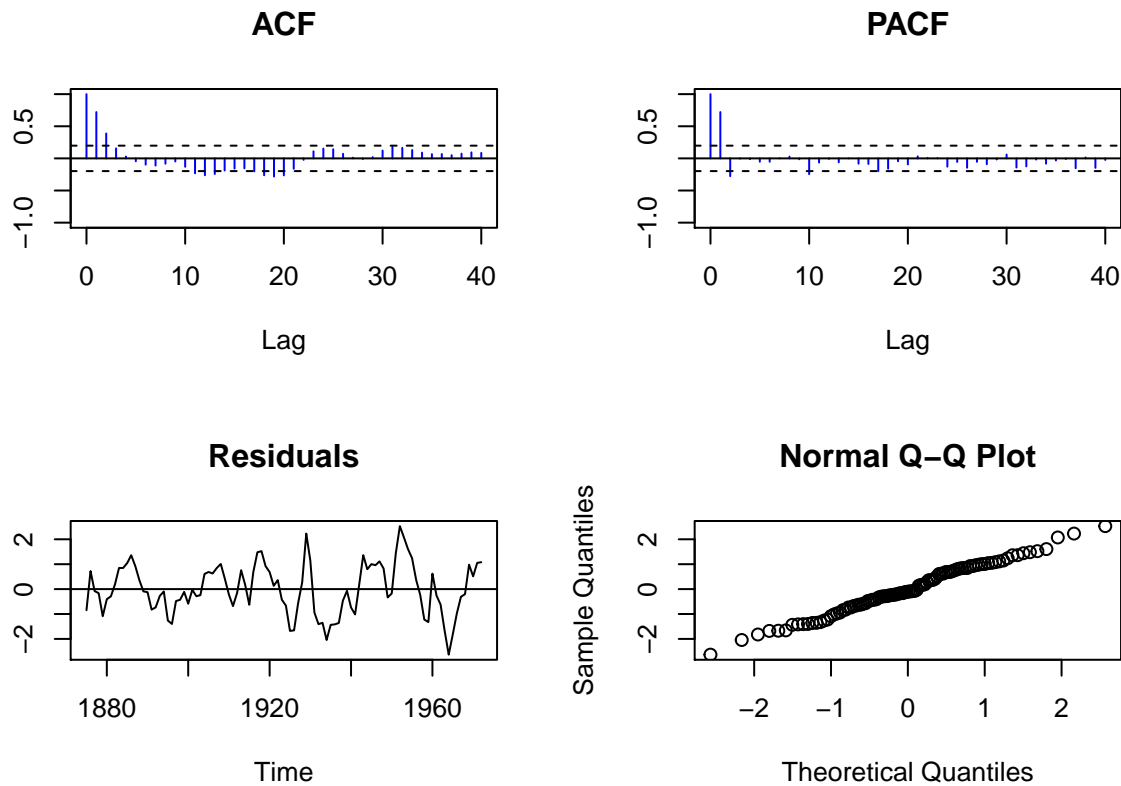 ACF
0.5
−1.0
0 10 20 30 40
Lag
PACF
0.5
−1.0
0 10 20 30 40
Lag
Residuals
2
0
−2
1880 1920 1960
Time
Normal Q−Q Plot
Sample Quantiles
2
0
−2
−2 −1 0 1 2
Theoretical Quantiles